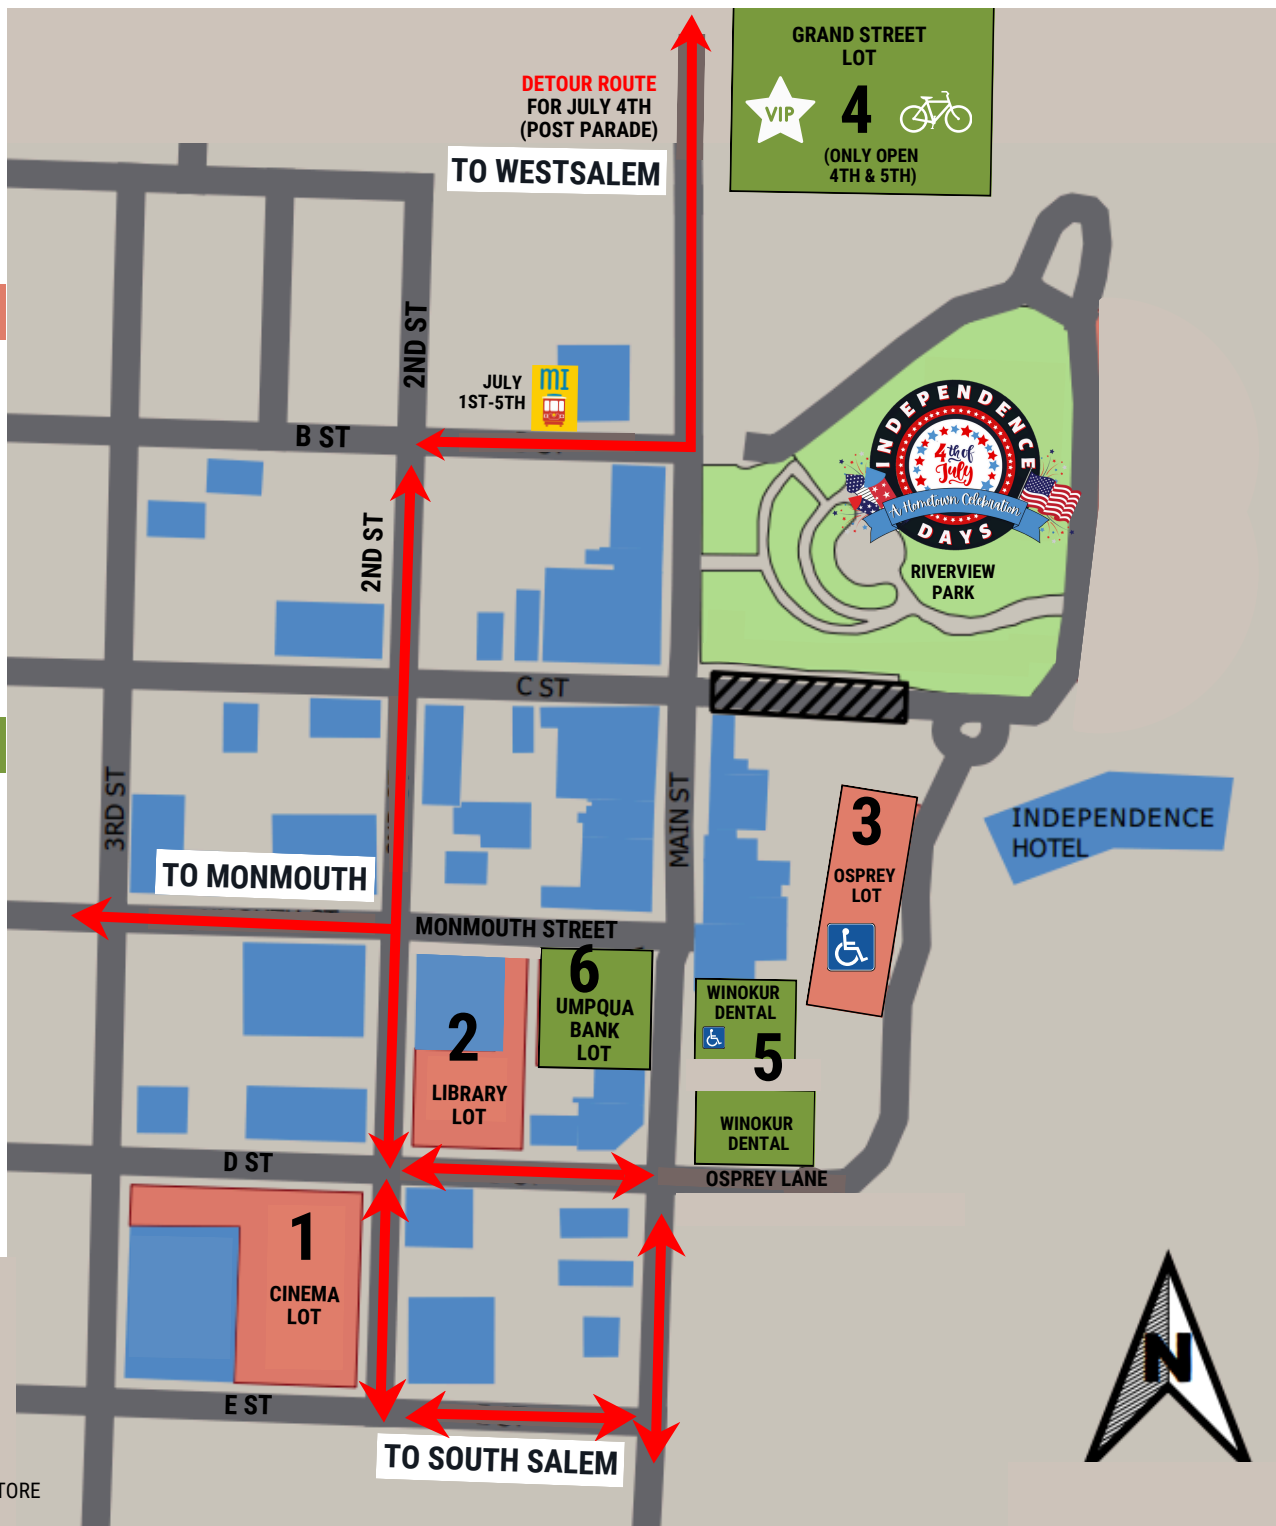 GRAND STREET
LOT
VIP
4
(ONLY OPEN
4TH & 5TH)
DETOUR ROUTE
FOR JULY 4TH
(POST PARADE)
TO WESTSALEM
2ND ST
JULY
1ST-5TH
MI
B ST
2ND ST
INDEPENDENCE
4th of
July
A Hometown Celebration
DAYS
RIVERVIEW
PARK
C ST
3RD ST
MAIN ST
3
OSPREY
LOT
INDEPENDENCE
HOTEL
TO MONMOUTH
MONMOUTH STREET
6
UMPQUA
BANK
LOT
2
LIBRARY
LOT
WINOKUR
DENTAL
5
WINOKUR
DENTAL
D ST
OSPREY LANE
1
CINEMA
LOT
E ST
TO SOUTH SALEM
N
TORE